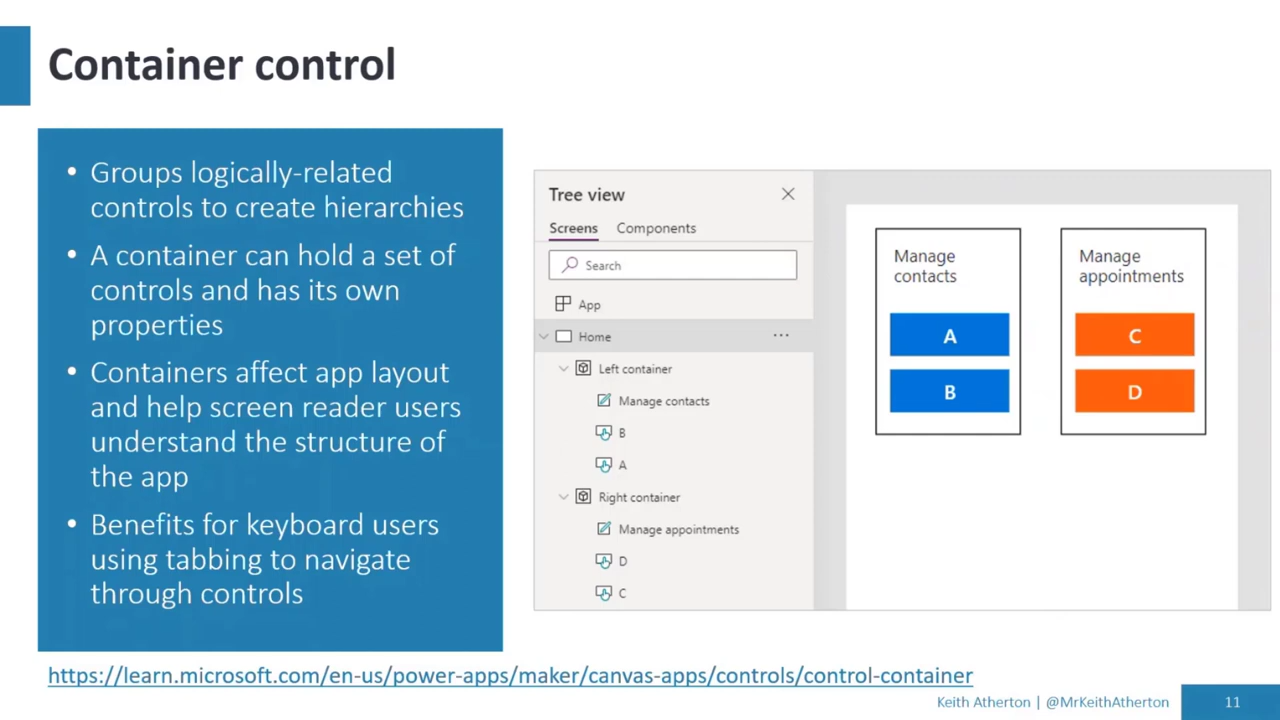 Container control
• Groups logically-related
controls to create hierarchies
• A container can hold a set of
controls and has its own
properties
• Containers affect app layout
and help screen reader users
understand the structure of
the app
• Benefits for keyboard users
using tabbing to navigate
through controls
Tree view
Screens Components
Search
App
Home ...
Left container
Manage contacts
B
A
Right container
Manage appointments
D
C
Manage
contacts
A
B
Manage
appointments
C
D
https://learn.microsoft.com/en-us/power-apps/maker/canvas-apps/controls/control-container
Keith Atherton | @MrKeithAtherton
11